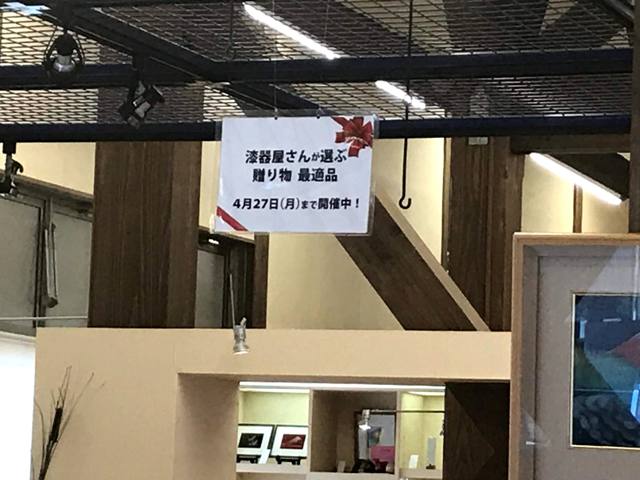 漆器屋さんが選ぶ
贈り物 最適品
4月27日(月)まで開催中！